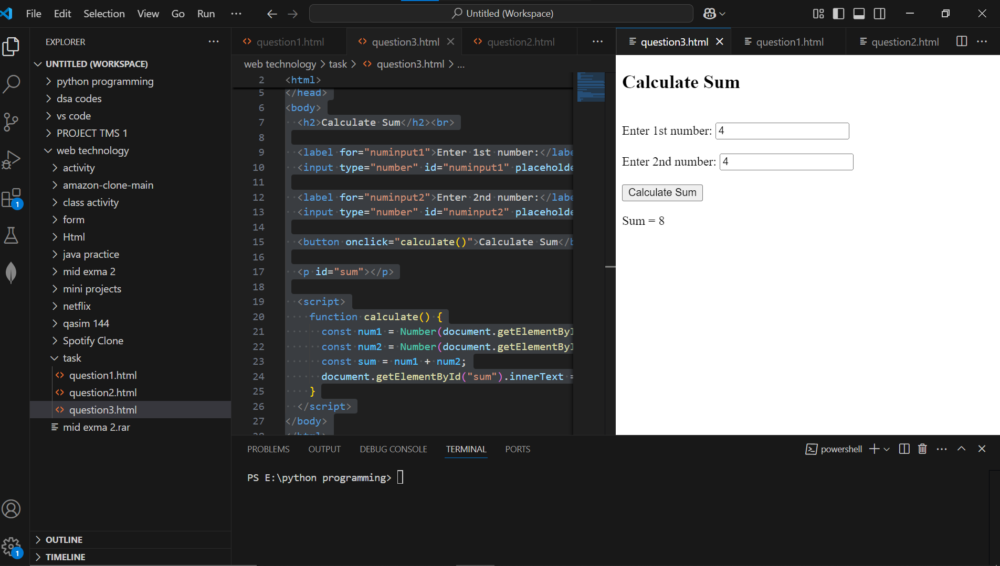 File Edit Selection View Go Run ··· Untitled (Workspace)
EXPLORER ···
UNTITLED (WORKSPACE)
python programming
dsa codes
vs code
PROJECT TMS 1
web technology
activity
amazon-clone-main
class activity
form
Html
java practice
mid exma 2
mini projects
netflix
qasim 144
Spotify Clone
task
question1.html
question2.html
question3.html
mid exma 2.rar
OUTLINE
TIMELINE
1
1
question1.html question3.html question2.html ···
web technology > task > question3.html > ...
2 <html>
5 </head>
6 <body>
7 <h2>Calculate Sum</h2><br>
8
9 <label for="numinput1">Enter 1st number:</labe
10 <input type="number" id="numinput1" placeholde
11
12 <label for="numinput2">Enter 2nd number:</labe
13 <input type="number" id="numinput2" placeholde
14
15 <button onclick="calculate()">Calculate Sum</b
16
17 <p id="sum"></p>
18
19 <script>
20 function calculate() {
21 const num1 = Number(document.getElementById
22 const num2 = Number(document.getElementById
23 const sum = num1 + num2;
24 document.getElementById("sum").innerText =
25 }
26 </script>
27 </body>
28 </html>
question3.html question1.html question2.html ···
Calculate Sum
Enter 1st number: 4
Enter 2nd number: 4
Calculate Sum
Sum = 8
PROBLEMS OUTPUT DEBUG CONSOLE TERMINAL PORTS powershell ···
PS E:\python programming>